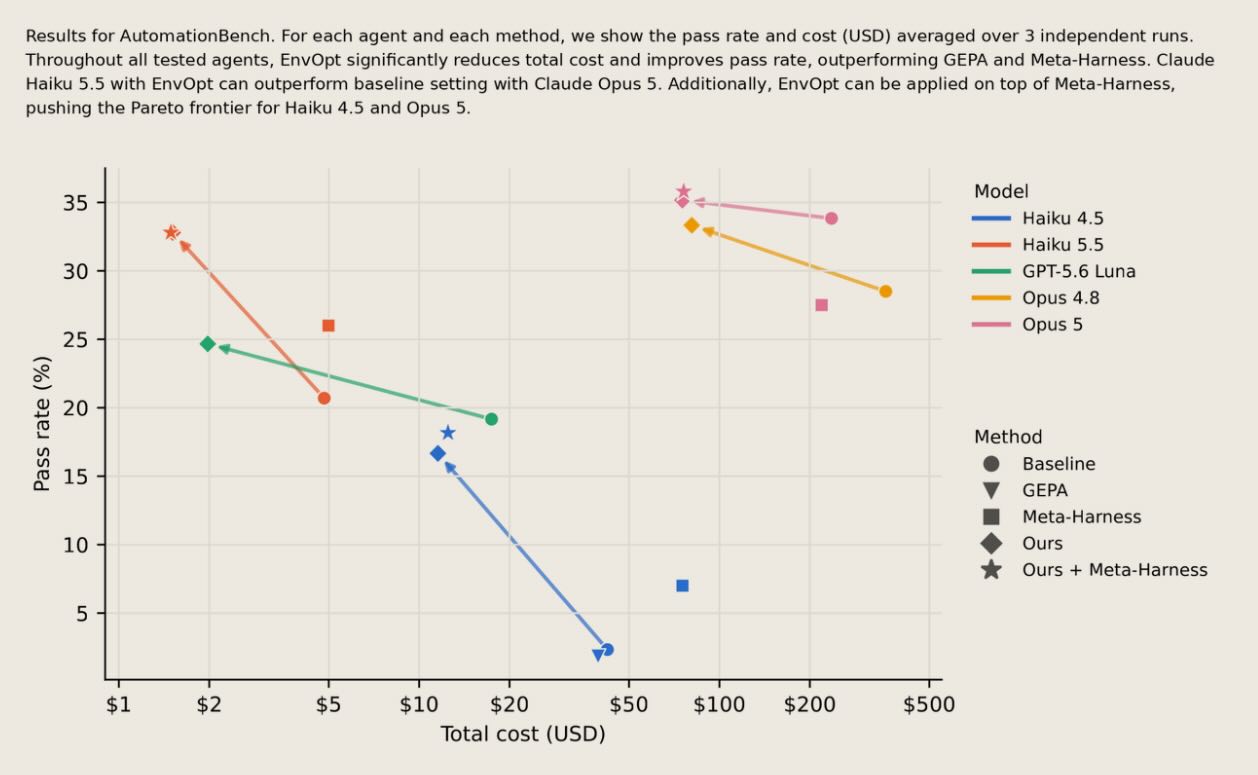 Results for AutomationBench. For each agent and each method, we show the pass rate and cost (USD) averaged over 3 independent runs.
Throughout all tested agents, EnvOpt significantly reduces total cost and improves pass rate, outperforming GEPA and Meta-Harness. Claude
Haiku 5.5 with EnvOpt can outperform baseline setting with Claude Opus 5. Additionally, EnvOpt can be applied on top of Meta-Harness,
pushing the Pareto frontier for Haiku 4.5 and Opus 5.
Pass rate (%)
35
30
25
20
15
10
5
$1
$2
$5
$10
$20
$50
$100
$200
$500
Total cost (USD)
Model
Haiku 4.5
Haiku 5.5
GPT-5.6 Luna
Opus 4.8
Opus 5
Method
Baseline
GEPA
Meta-Harness
Ours
Ours + Meta-Harness